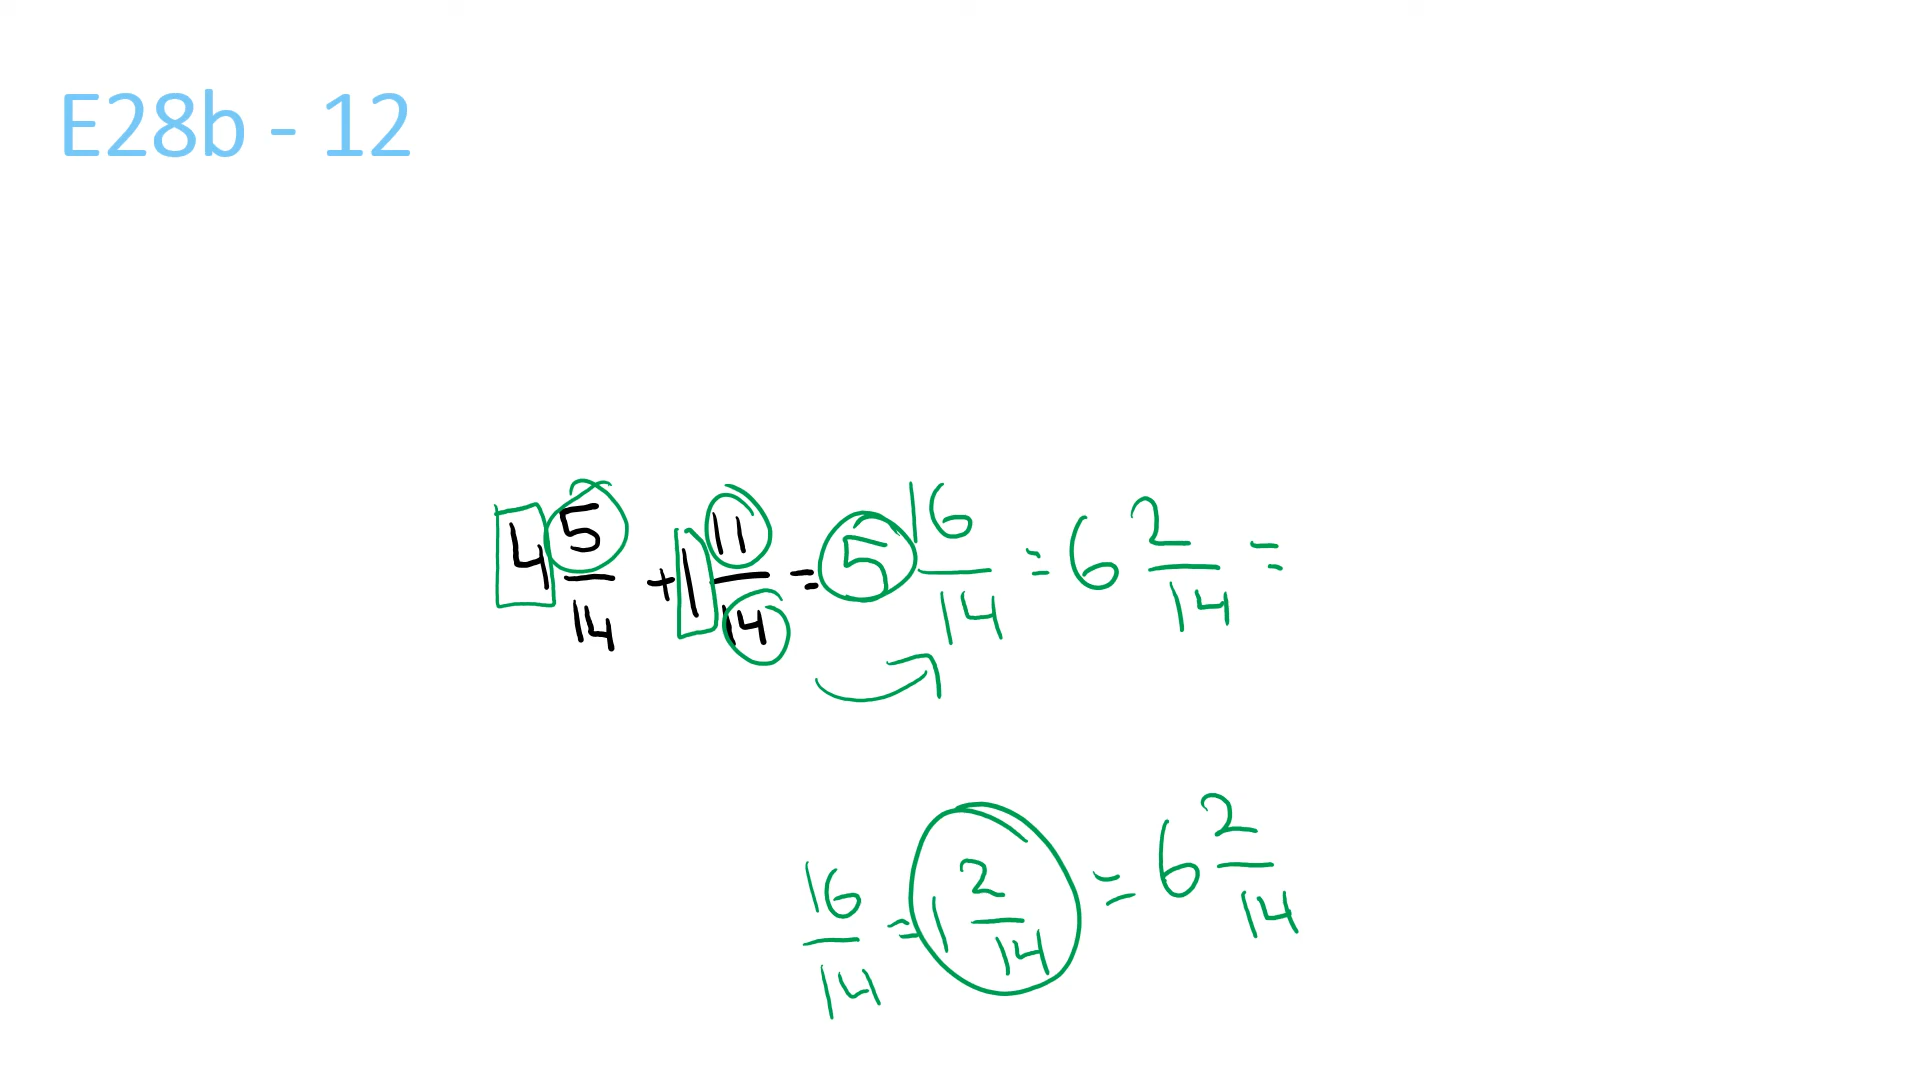 E28b - 12
4 5/14 + 1 11/14 = 5 16/14 = 6 2/14 =
16/14 = 1 2/14 = 6 2/14